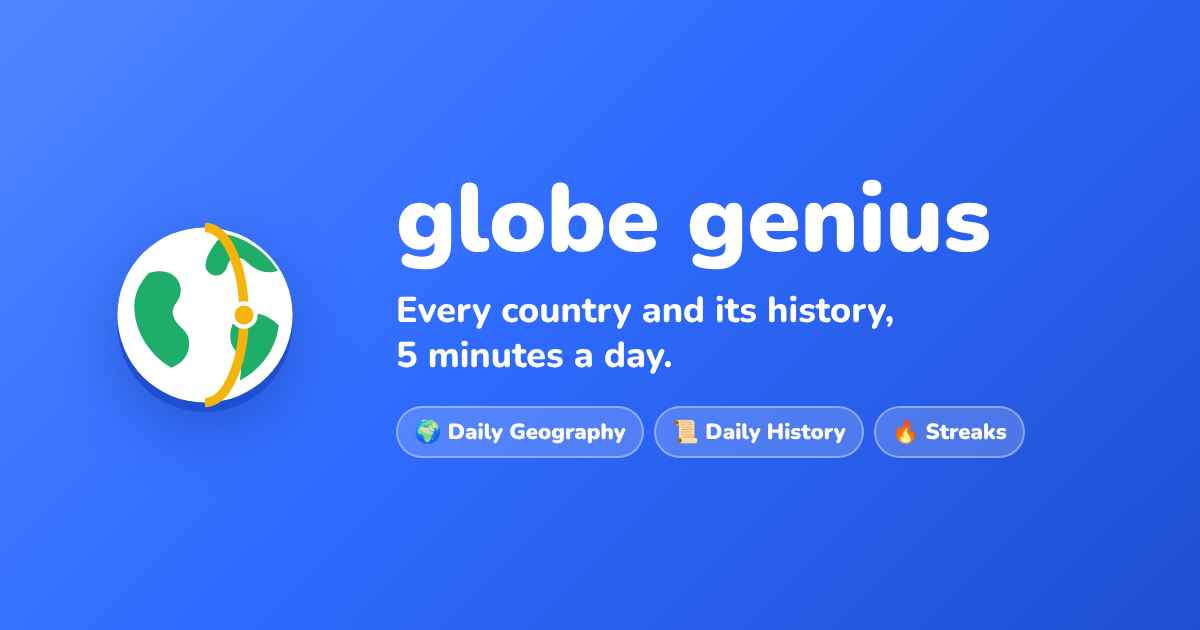 globe genius
Every country and its history,
5 minutes a day.
🌍 Daily Geography
📜 Daily History
🔥 Streaks